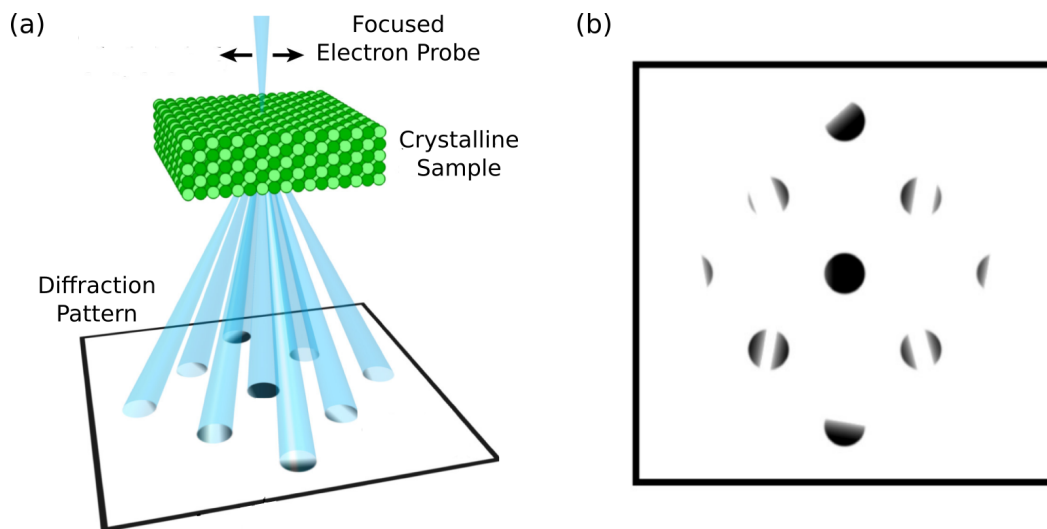 (a)
Focused
Electron Probe
Crystalline
Sample
Diffraction
Pattern
(b)